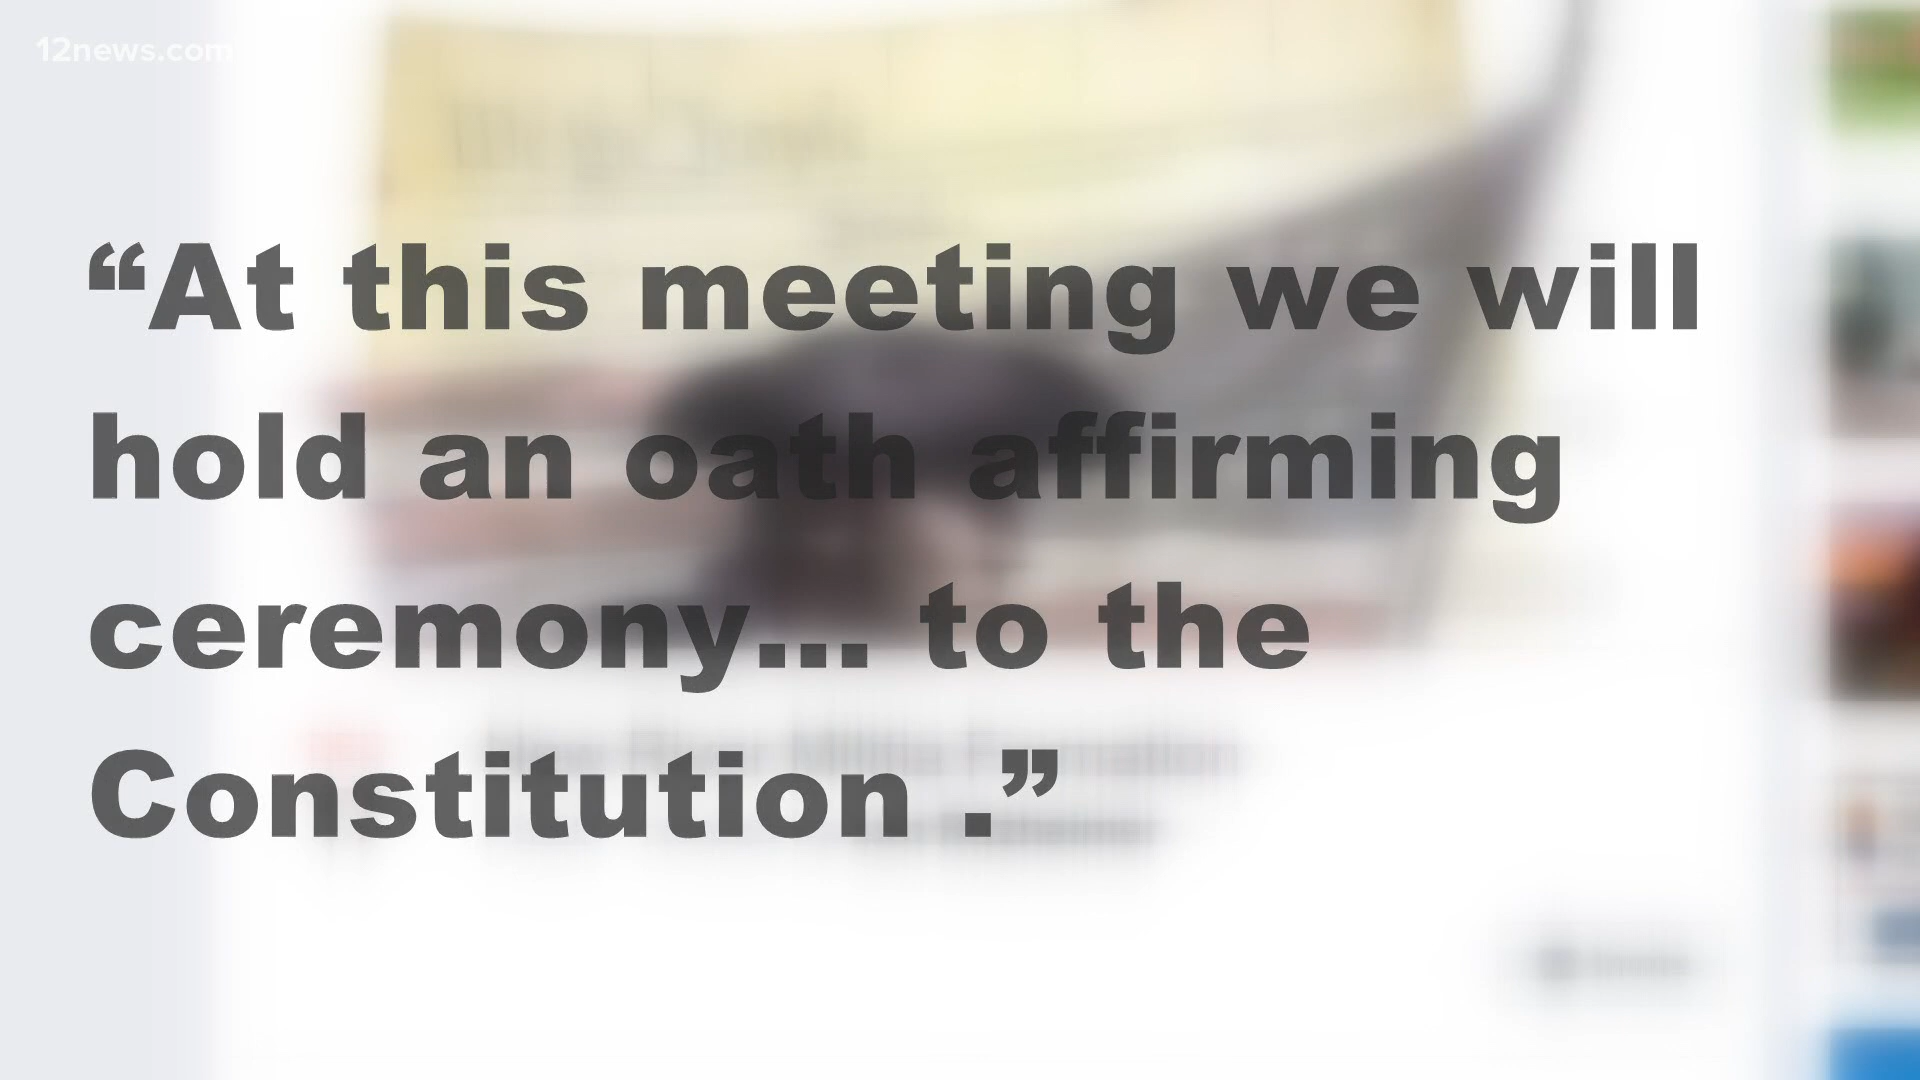 12news.com
“At this meeting we will
hold an oath affirming
ceremony... to the
Constitution .”